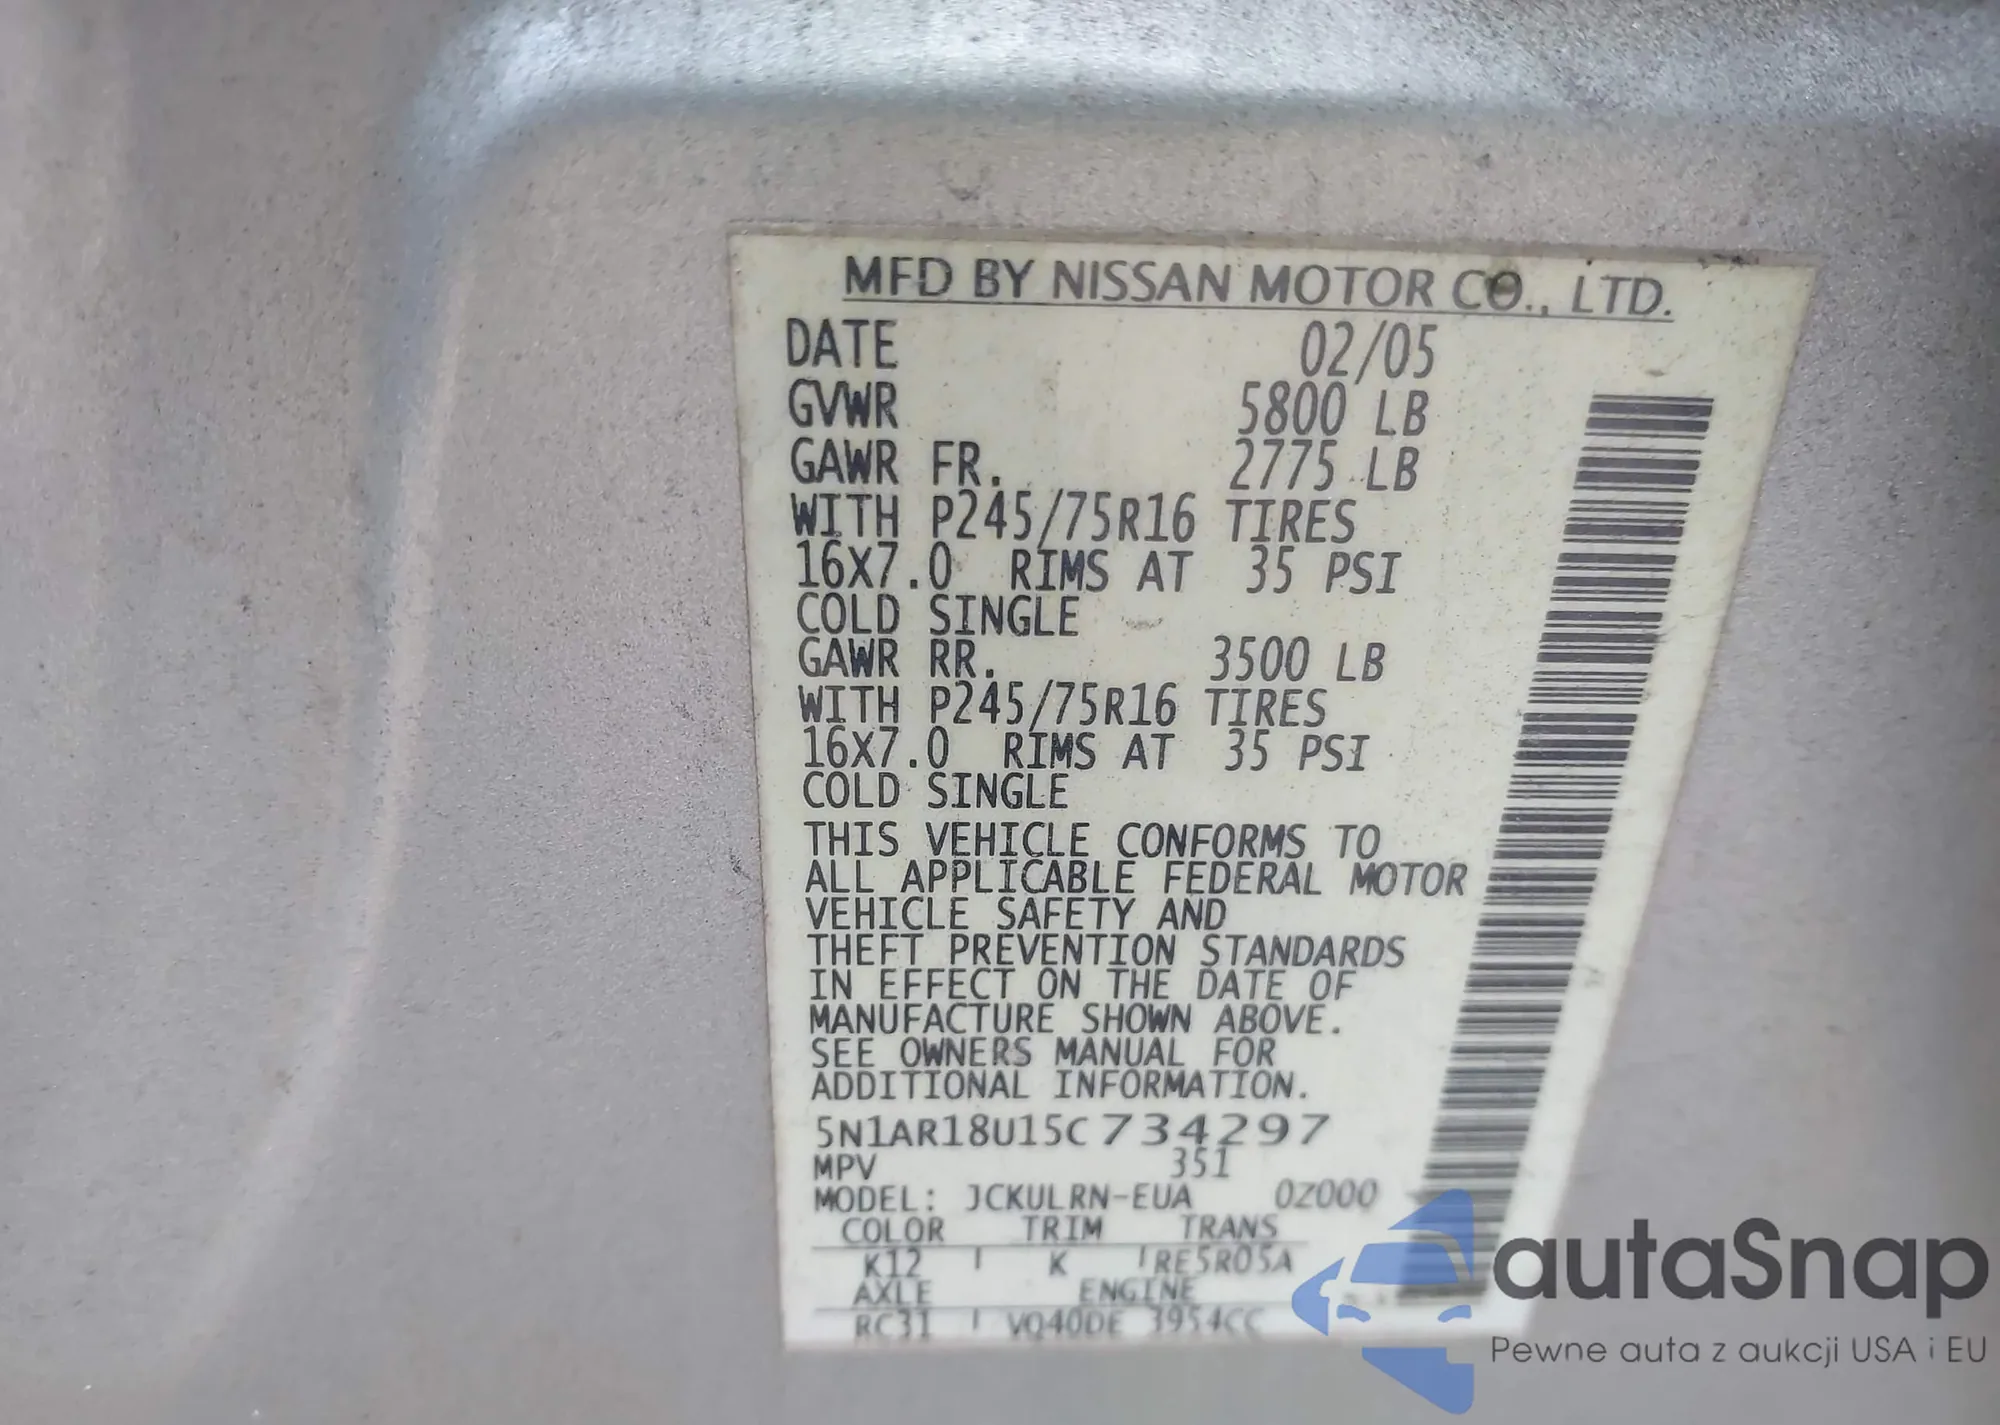 MFD BY NISSAN MOTOR CO., LTD.
DATE 02/05
GVWR 5800 LB
GAWR FR. 2775 LB
WITH P245/75R16 TIRES
16X7.0 RIMS AT 35 PSI
COLD SINGLE
GAWR RR. 3500 LB
WITH P245/75R16 TIRES
16X7.0 RIMS AT 35 PSI
COLD SINGLE
THIS VEHICLE CONFORMS TO
ALL APPLICABLE FEDERAL MOTOR
VEHICLE SAFETY AND
THEFT PREVENTION STANDARDS
IN EFFECT ON THE DATE OF
MANUFACTURE SHOWN ABOVE.
SEE OWNERS MANUAL FOR
ADDITIONAL INFORMATION.
5N1AR18U15C734297
MPV 351
MODEL: JCKULRN-EUA 0Z000
COLOR TRIM TRANS
K12 K RE5R05A
AXLE ENGINE
RC31 VQ40DE 3954CC
autoSnap
Pewne auta z aukcji USA i EU